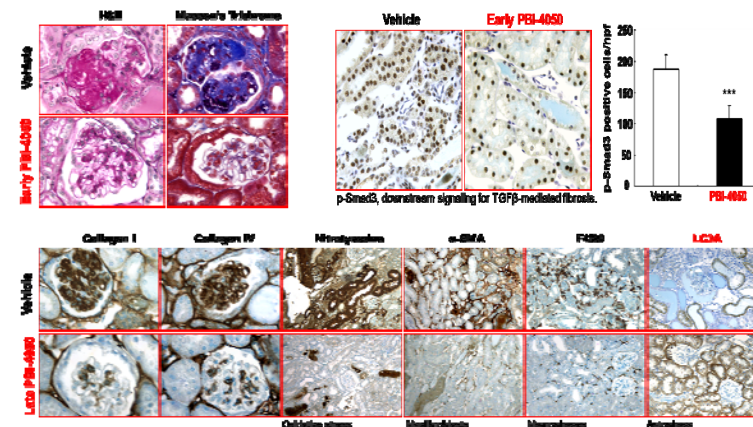 H&E
Masson's Trichrome
Vehicle
Early PBI-4050
Vehicle
Early PBI-4050
p-Smad3, downstream signaling for TGFβ-mediated fibrosis.
p-Smad3 positive cells/hpf
250
200
150
100
50
0
***
Vehicle
PBI-4050
Collagen I
Collagen IV
Nitrotyrosine
α-SMA
F4/80
LC3A
Vehicle
Late PBI-4050
Oxidative stress
Myofibroblasts
Macrophages